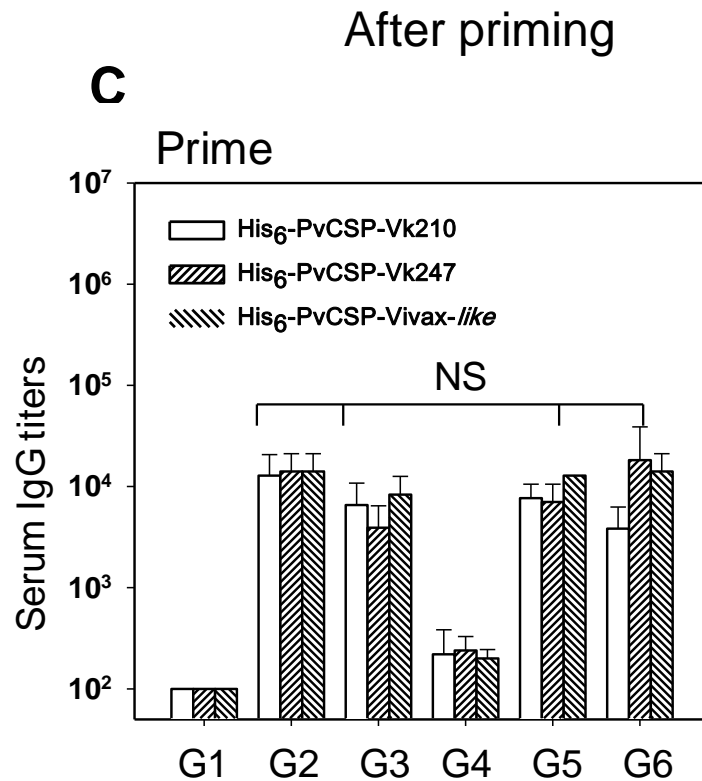 After priming
C
Prime
10⁷
His₆-PvCSP-Vk210
His₆-PvCSP-Vk247
His₆-PvCSP-Vivax-like
10⁶
10⁵
NS
10⁴
10³
10²
Serum IgG titers
G1 G2 G3 G4 G5 G6